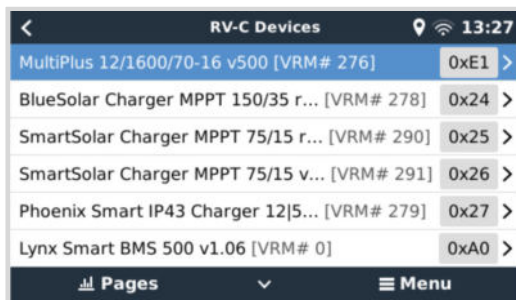 RV-C Devices 13:27
MultiPlus 12/1600/70-16 v500 [VRM# 276] 0xE1
BlueSolar Charger MPPT 150/35 r... [VRM# 278] 0x24
SmartSolar Charger MPPT 75/15 r... [VRM# 290] 0x25
SmartSolar Charger MPPT 75/15 v... [VRM# 291] 0x26
Phoenix Smart IP43 Charger 12|5... [VRM# 279] 0x27
Lynx Smart BMS 500 v1.06 [VRM# 0] 0xA0
Pages Menu